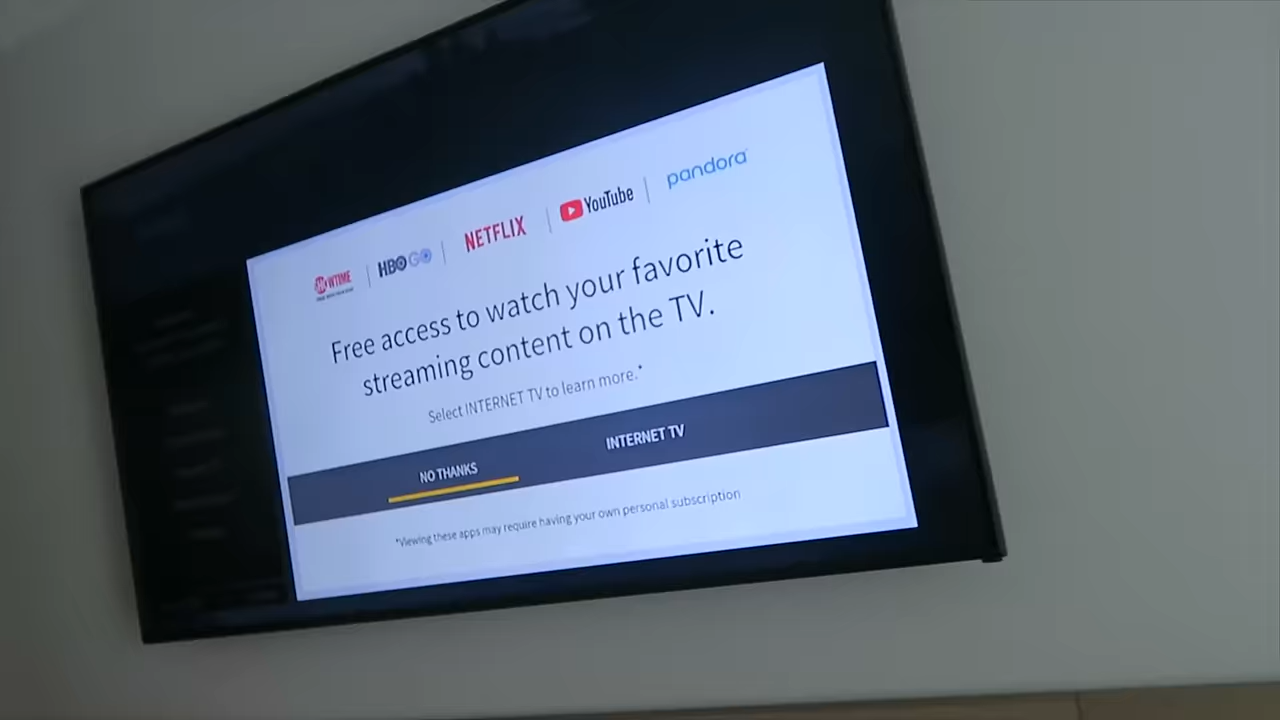 SHOWTIME
HBO GO
NETFLIX
YouTube
pandora
Free access to watch your favorite
streaming content on the TV.
Select INTERNET TV to learn more.*
NO THANKS
INTERNET TV
*Viewing these apps may require having your own personal subscription